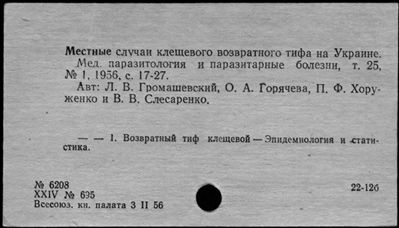 Местные случаи клещевого возвратного тифа на Украине.
Мед. паразитология и паразитарные болезни, т. 25,
№ 1, 1956, с. 17-27.
Авт: Л. В. Громашевский, О. А. Горячева, П. Ф. Хору-
женко и В. В. Слесаренко.
— — 1. Возвратный тиф клещевой — Эпидемиология и стати-
стика.
№ 6208
XXIV № 695
22-12б
Всесоюз. кн. палата 3 II 56